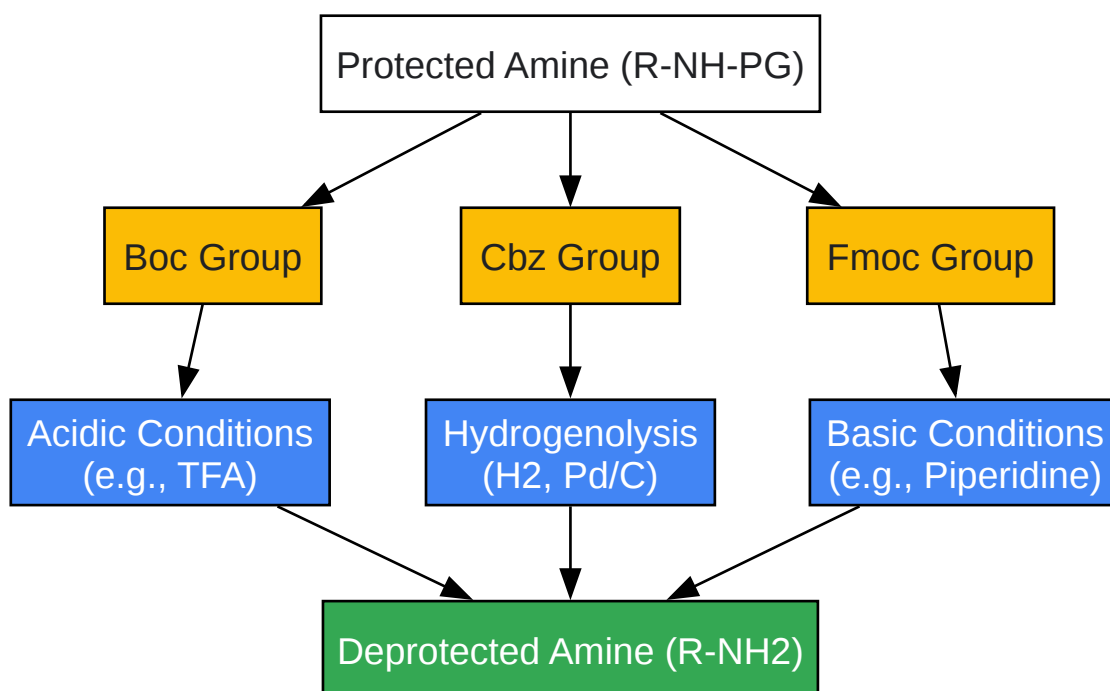 Protected Amine (R-NH-PG)
Boc Group
Cbz Group
Fmoc Group
Acidic Conditions
(e.g., TFA)
Hydrogenolysis
(H2, Pd/C)
Basic Conditions
(e.g., Piperidine)
Deprotected Amine (R-NH2)